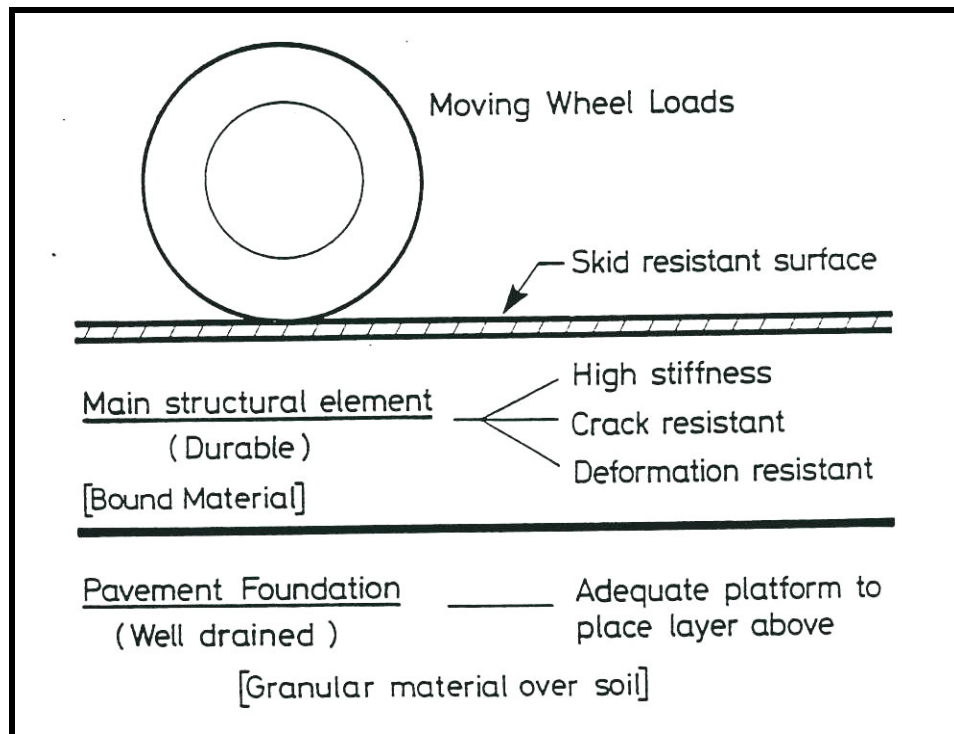 Moving Wheel Loads
Skid resistant surface
High stiffness
Main structural element
Crack resistant
(Durable)
Deformation resistant
[Bound Material]
Pavement Foundation
Adequate platform to
place layer above
(Well drained)
[Granular material over soil]